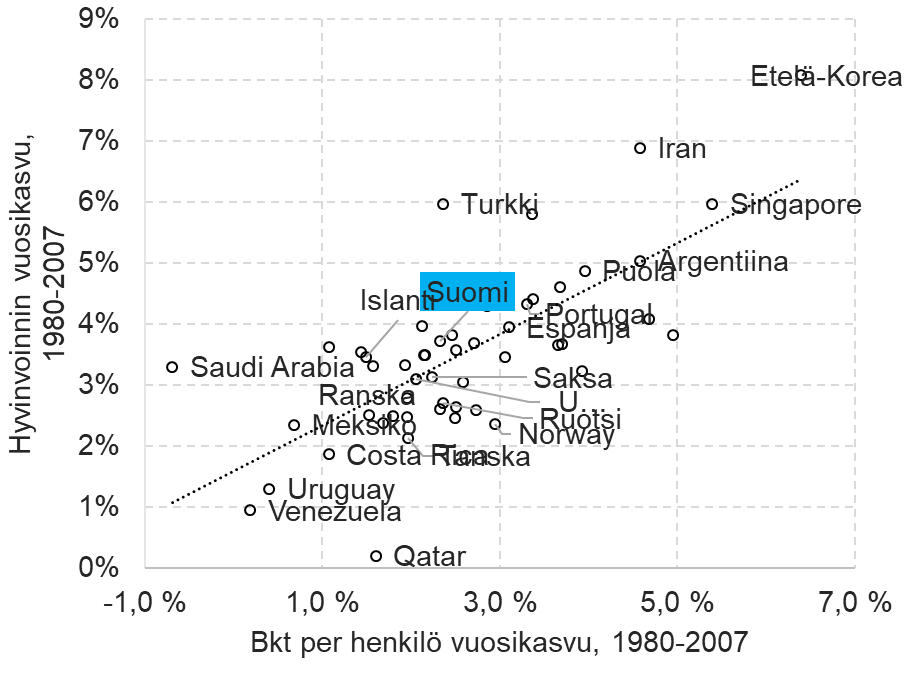 9%
8%
7%
6%
5%
4%
3%
2%
1%
0%
-1,0 %
1,0 %
3,0 %
5,0 %
7,0 %
Hyvinvoinnin vuosikasvu,
1980-2007
Bkt per henkilö vuosikasvu, 1980-2007
Etelä-Korea
Iran
Turkki
Singapore
Argentiina
Puola
Suomi
Islanti
Portugal
Espanja
Saudi Arabia
Saksa
Ranska
U…
Ruotsi
Meksiko
Norway
Costa Rica
Tanska
Uruguay
Venezuela
Qatar